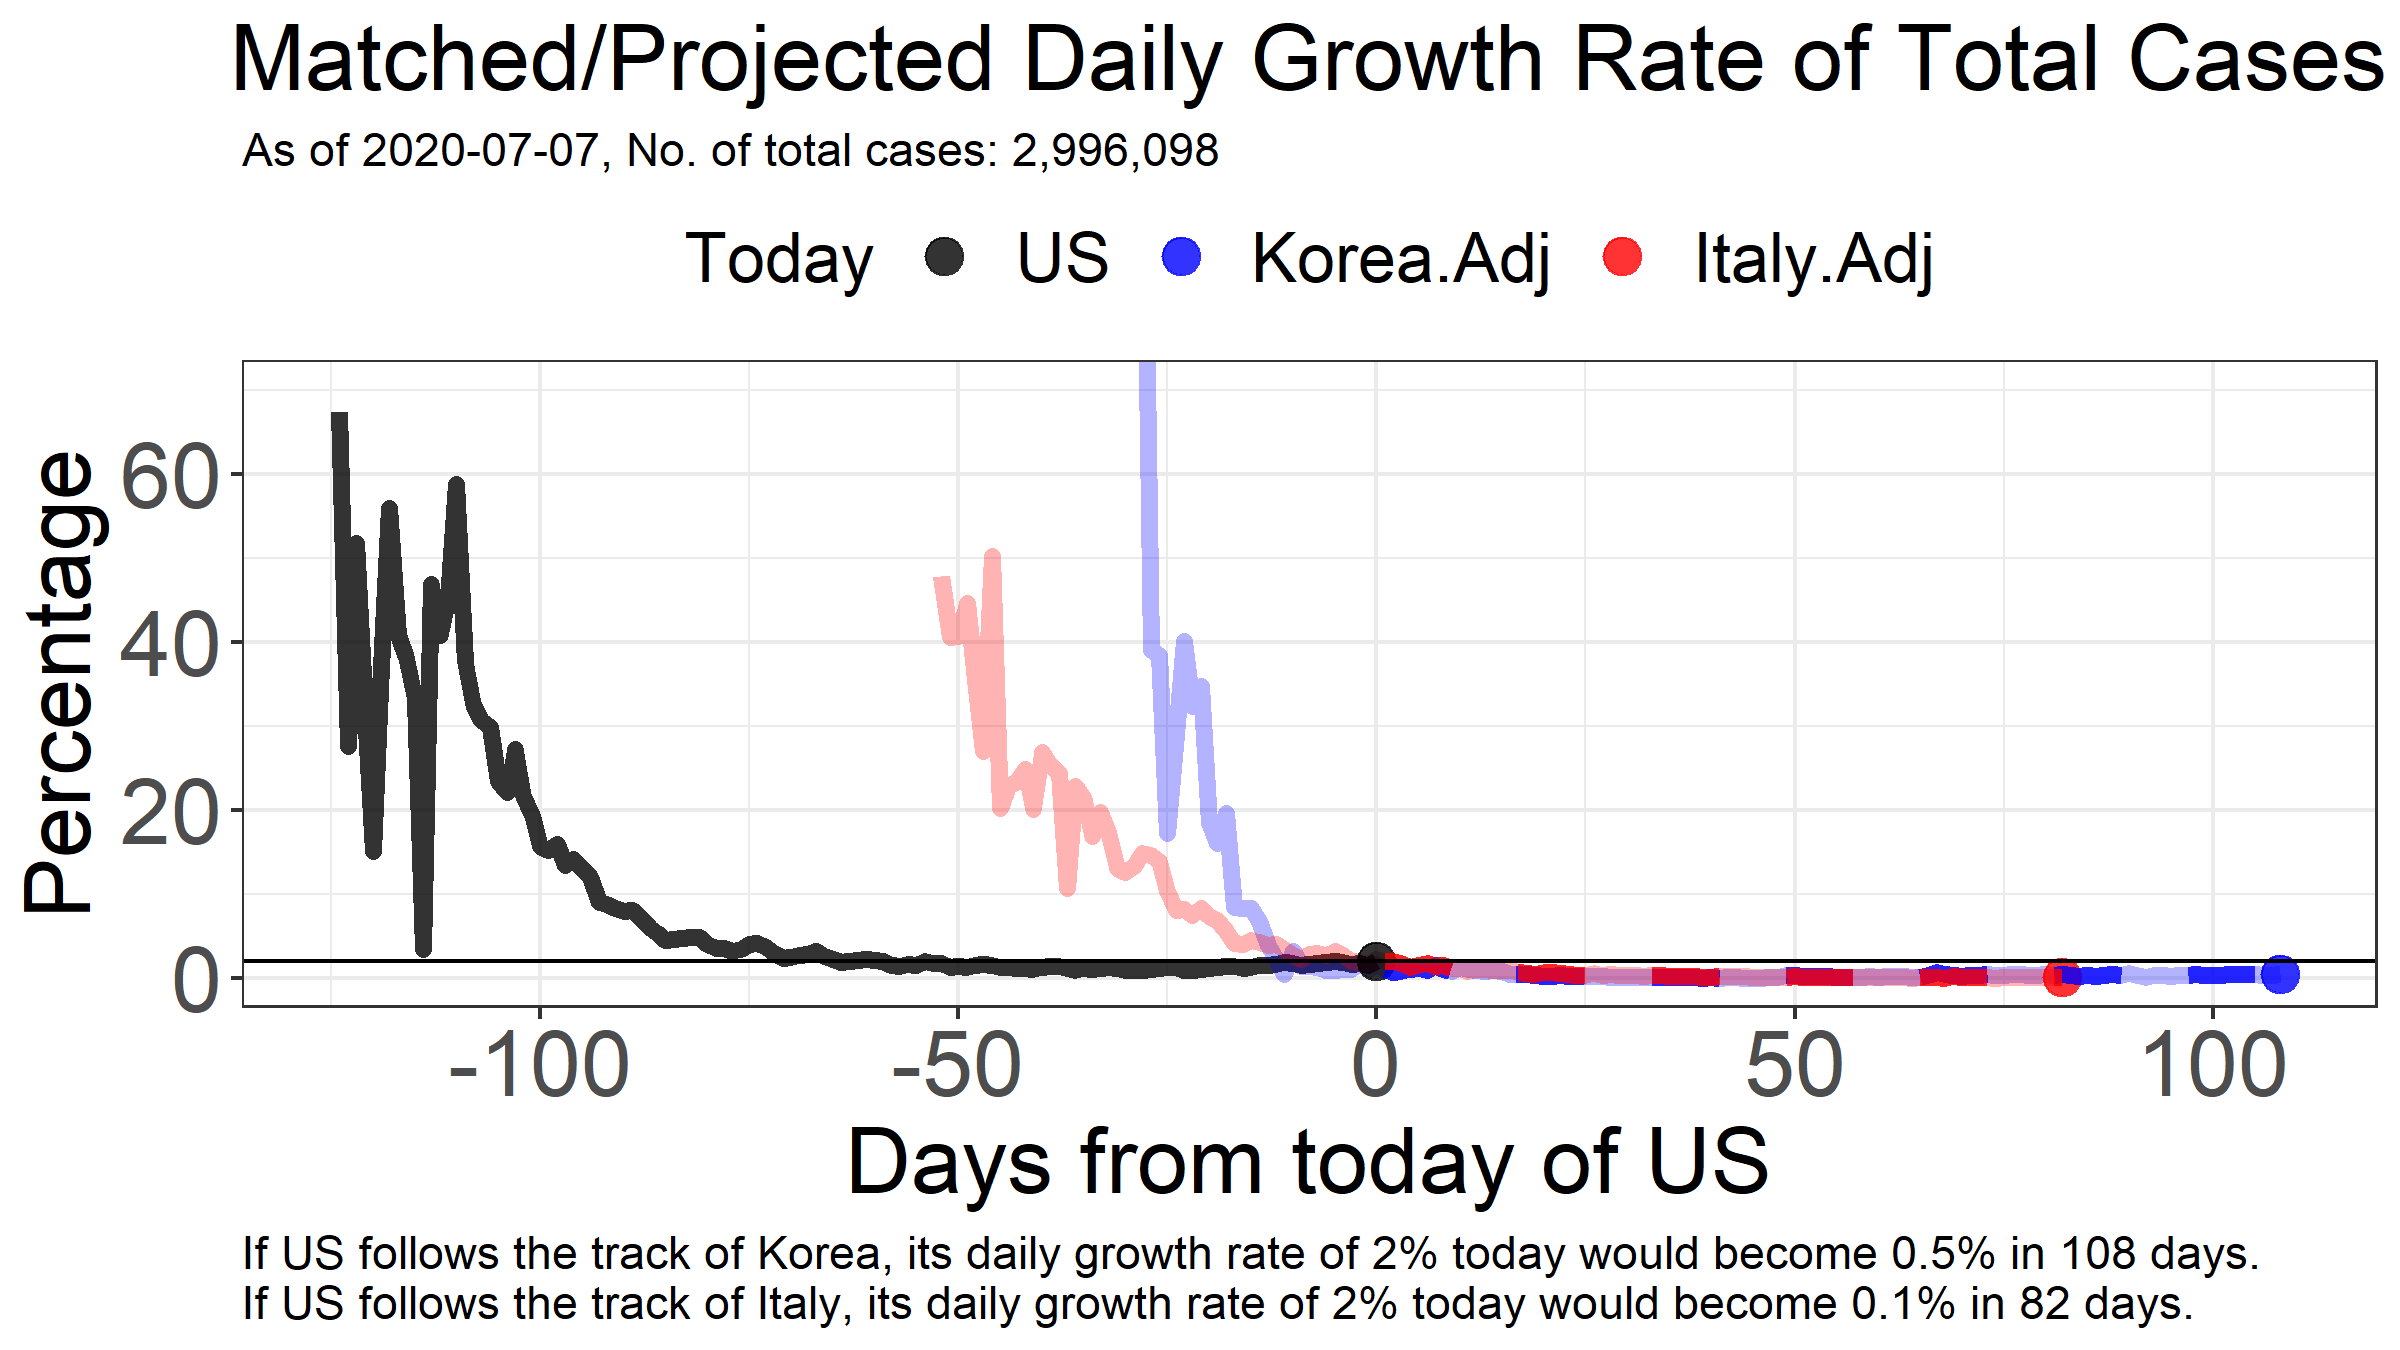 Matched/Projected Daily Growth Rate of Total Cases
As of 2020-07-07, No. of total cases: 2,996,098
Today US Korea.Adj Italy.Adj
Percentage
60
40
20
0
-100 -50 0 50 100
Days from today of US
If US follows the track of Korea, its daily growth rate of 2% today would become 0.5% in 108 days.
If US follows the track of Italy, its daily growth rate of 2% today would become 0.1% in 82 days.